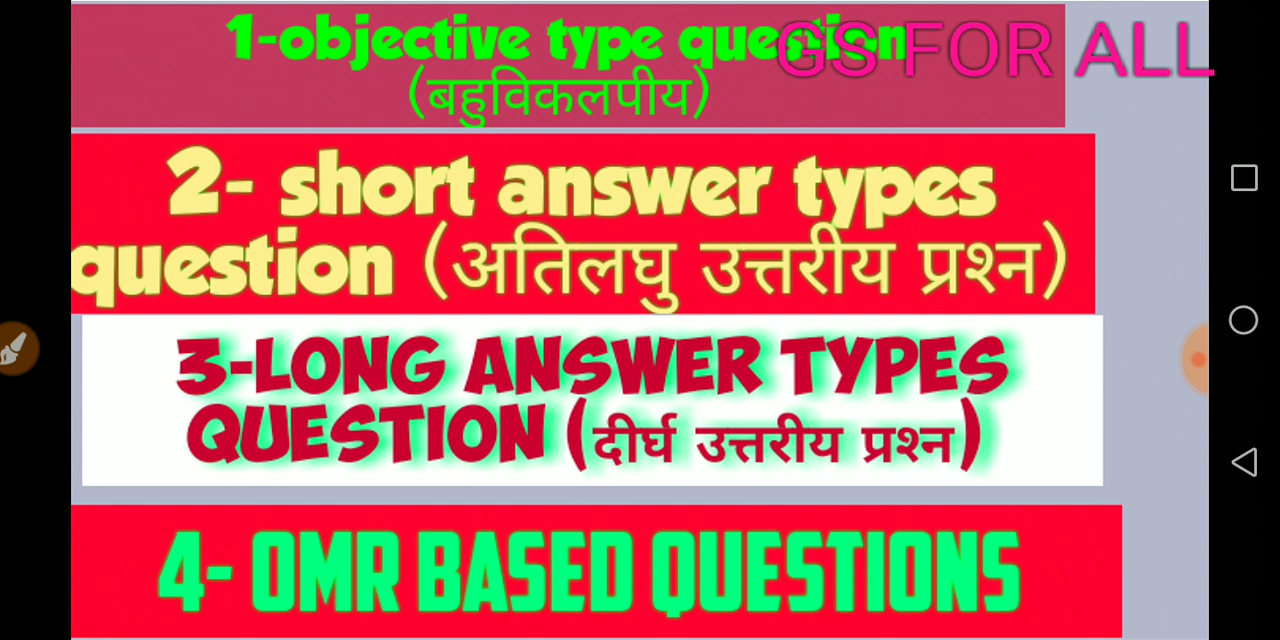 1-objective type question
GS FOR ALL
(बहुविकलपीय)
2- short answer types
question (अतिलघु उत्तरीय प्रश्न)
3-LONG ANSWER TYPES
QUESTION (दीर्घ उत्तरीय प्रश्न)
4- OMR BASED QUESTIONS